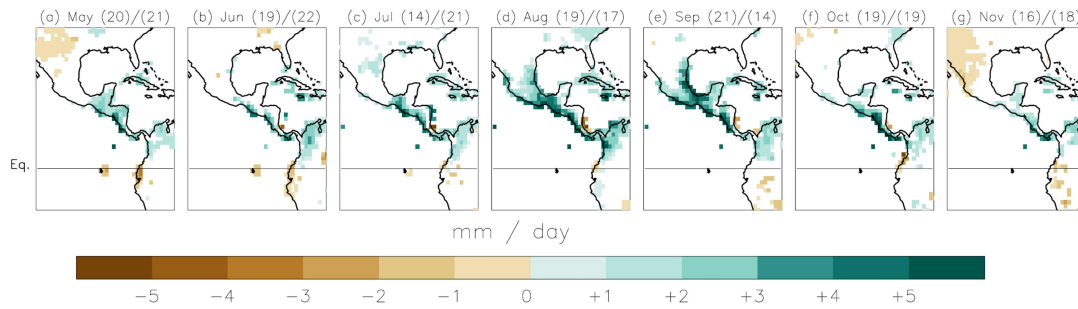 (a) May (20)/(21) (b) Jun (19)/(22) (c) Jul (14)/(21) (d) Aug (19)/(17) (e) Sep (21)/(14) (f) Oct (19)/(19) (g) Nov (16)/(18)
Eq.
mm / day
-5 -4 -3 -2 -1 0 +1 +2 +3 +4 +5